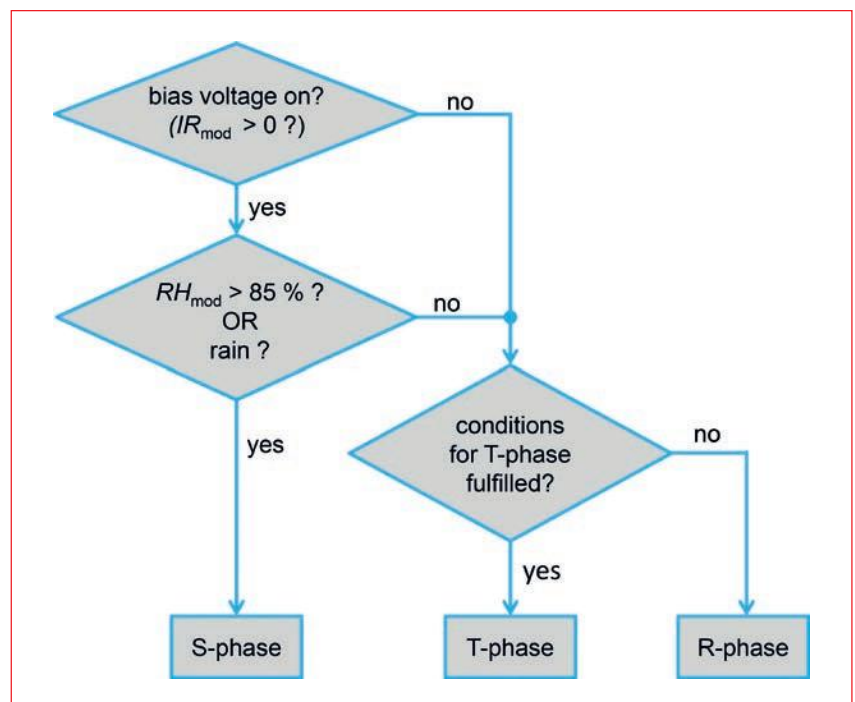 bias voltage on?
(IRmod > 0 ?)
no
yes
RHmod > 85 % ?
OR
rain ?
no
yes
conditions
for T-phase
fulfilled?
no
yes
S-phase
T-phase
R-phase